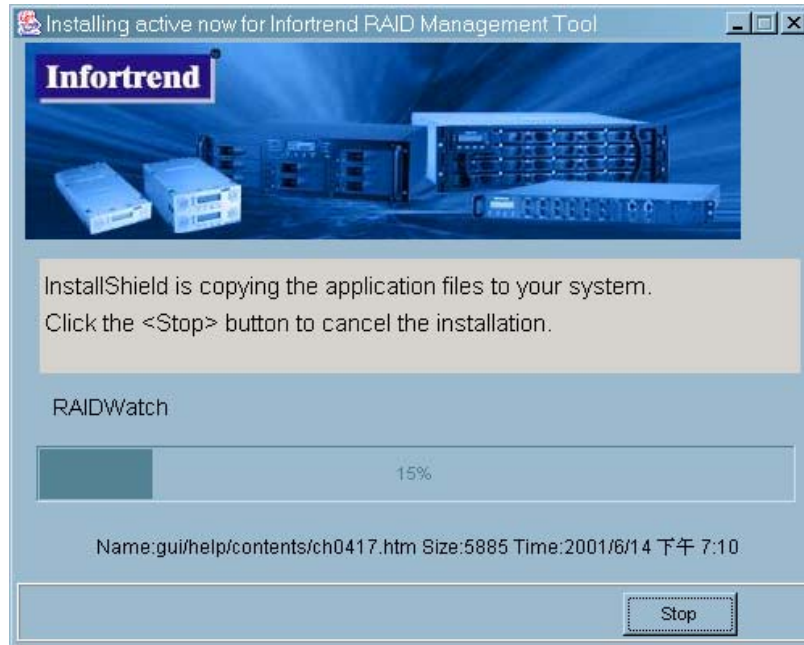 Installing active now for Infortrend RAID Management Tool
Infortrend
InstallShield is copying the application files to your system.
Click the <Stop> button to cancel the installation.
RAIDWatch
15%
Name:gui/help/contents/ch0417.htm Size:5885 Time:2001/6/14 下午 7:10
Stop